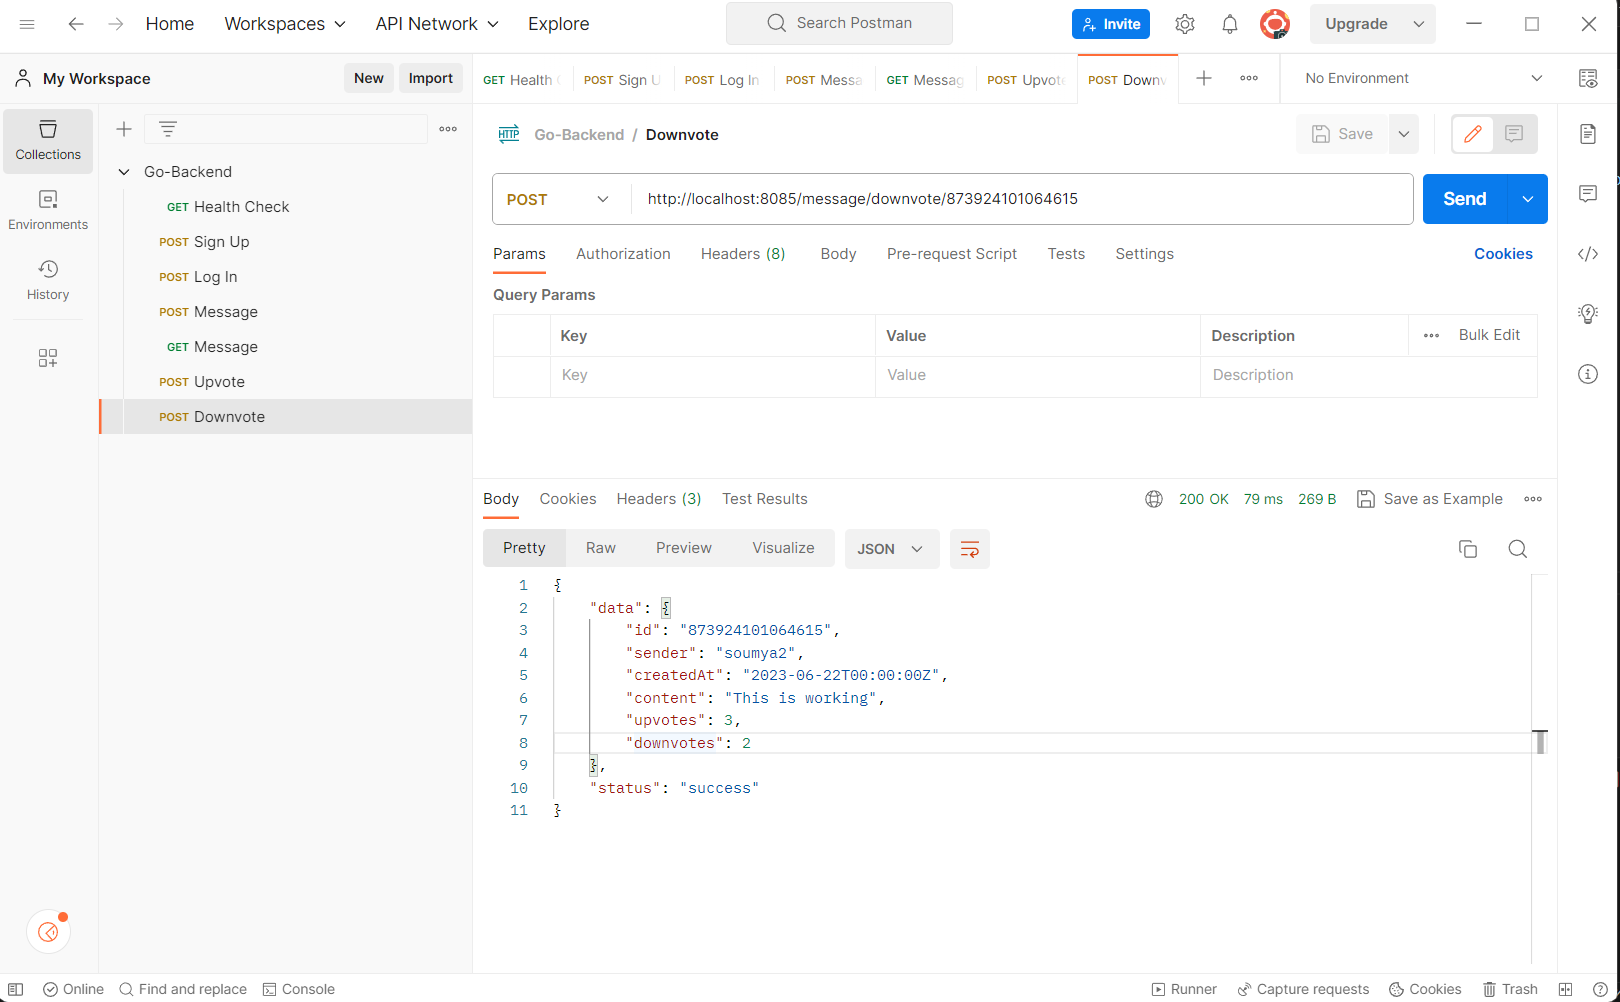 Home Workspaces API Network Explore Search Postman Invite Upgrade
My Workspace New Import
GET Health POST Sign U POST Log In POST Messa GET Messag POST Upvote POST Downv No Environment
Collections
Environments
History
Go-Backend
GET Health Check
POST Sign Up
POST Log In
POST Message
GET Message
POST Upvote
POST Downvote
HTTP Go-Backend / Downvote Save
POST http://localhost:8085/message/downvote/873924101064615 Send
Params Authorization Headers (8) Body Pre-request Script Tests Settings Cookies
Query Params
Key Value Description Bulk Edit
Key Value Description
Body Cookies Headers (3) Test Results 200 OK 79 ms 269 B Save as Example
Pretty Raw Preview Visualize JSON
1 {
2 "data": {
3 "id": "873924101064615",
4 "sender": "soumya2",
5 "createdAt": "2023-06-22T00:00:00Z",
6 "content": "This is working",
7 "upvotes": 3,
8 "downvotes": 2
9 },
10 "status": "success"
11 }
Online Find and replace Console Runner Capture requests Cookies Trash